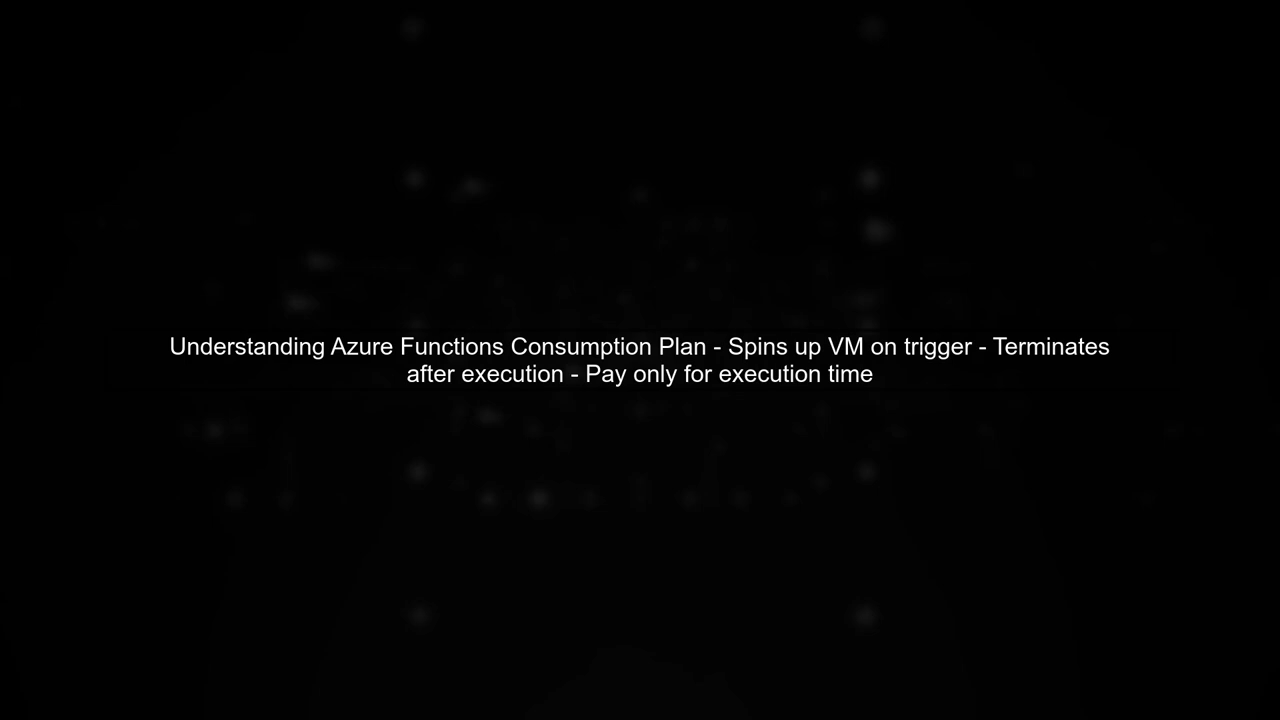 Understanding Azure Functions Consumption Plan - Spins up VM on trigger - Terminates
after execution - Pay only for execution time